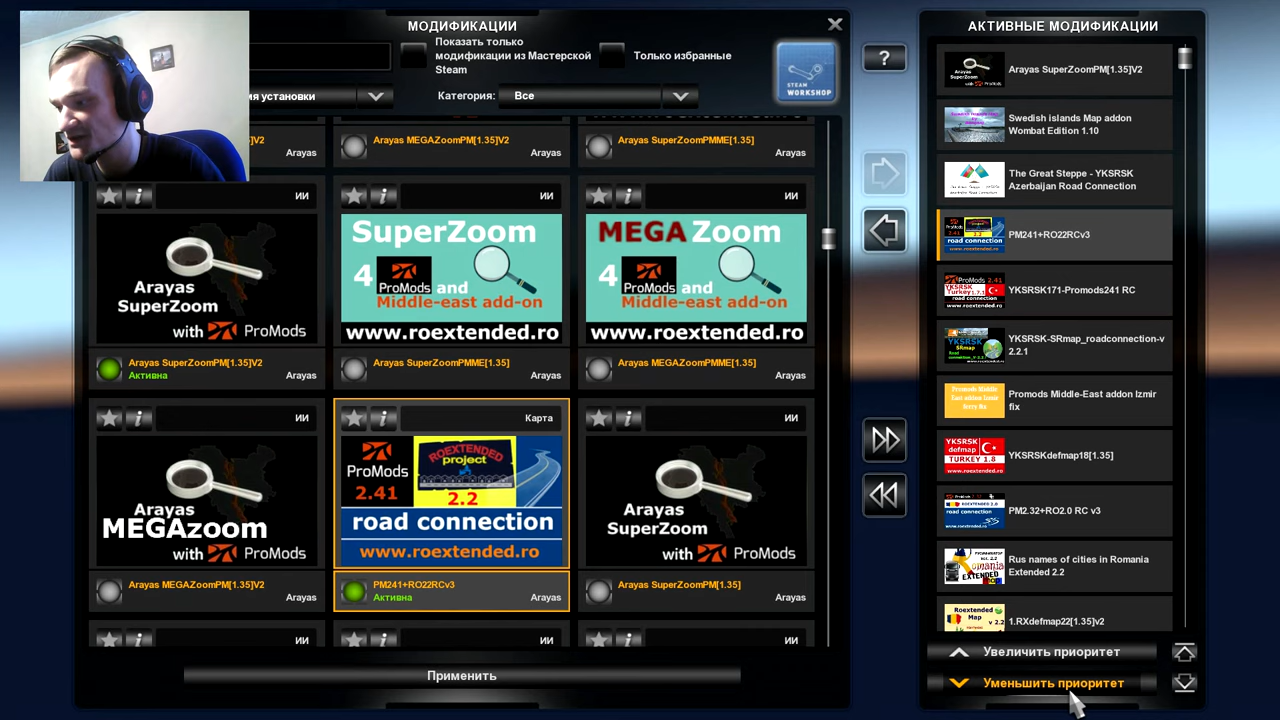 МОДИФИКАЦИИ
Показать только
модификации из Мастерской
Steam
Только избранные
STEAM
WORKSHOP
я установки
Категория:
Все
V2
Arayas
Arayas MEGAZoomPM[1.35]V2
Arayas
Arayas SuperZoomPMME[1.35]
Arayas
ИИ
Arayas
SuperZoom
with ProMods
Arayas SuperZoomPM[1.35]V2
Активна
Arayas
ИИ
SuperZoom
4 ProMods and
Middle-east add-on
www.roextended.ro
Arayas SuperZoomPMME[1.35]
Arayas
ИИ
MEGA Zoom
4 ProMods and
Middle-east add-on
www.roextended.ro
Arayas MEGAZoomPMME[1.35]
Arayas
ИИ
Arayas
MEGAzoom
with ProMods
Arayas MEGAZoomPM[1.35]V2
Arayas
Карта
ProMods
2.41
ROEXTENDED
project
2.2
road connection
www.roextended.ro
PM241+RO22RCv3
Активна
Arayas
ИИ
Arayas
SuperZoom
with ProMods
Arayas SuperZoomPM[1.35]
Arayas
ИИ
ИИ
Применить
?
АКТИВНЫЕ МОДИФИКАЦИИ
Arayas SuperZoomPM[1.35]V2
Swedish islands Map addon
Wombat Edition 1.10
The Great Steppe - YKSRSK
Azerbaijan Road Connection
PM241+RO22RCv3
YKSRSK171-Promods241 RC
YKSRSK-SRmap_roadconnection-v
2.2.1
Promods Middle-East addon Izmir
fix
YKSRSKdefmap18[1.35]
PM2.32+RO2.0 RC v3
Rus names of cities in Romania
Extended 2.2
1.RXdefmap22[1.35]v2
Увеличить приоритет
Уменьшить приоритет